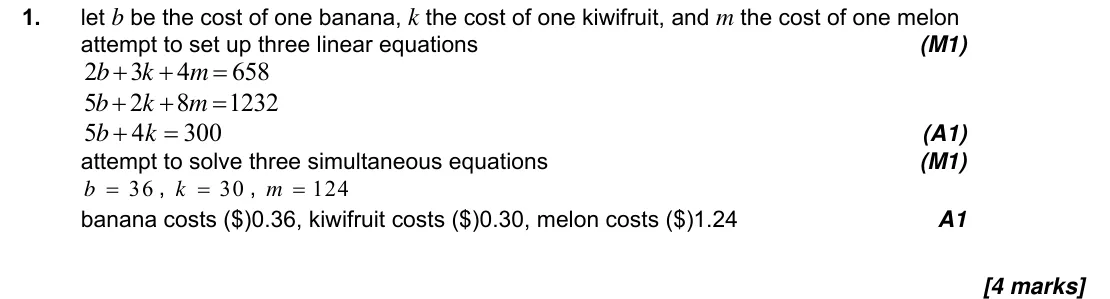 1. let b be the cost of one banana, k the cost of one kiwifruit, and m the cost of one melon
attempt to set up three linear equations (M1)
2b+3k+4m=658
5b+2k+8m=1232
5b+4k=300 (A1)
attempt to solve three simultaneous equations (M1)
b = 36, k = 30, m = 124
banana costs ($)0.36, kiwifruit costs ($)0.30, melon costs ($)1.24 A1
[4 marks]